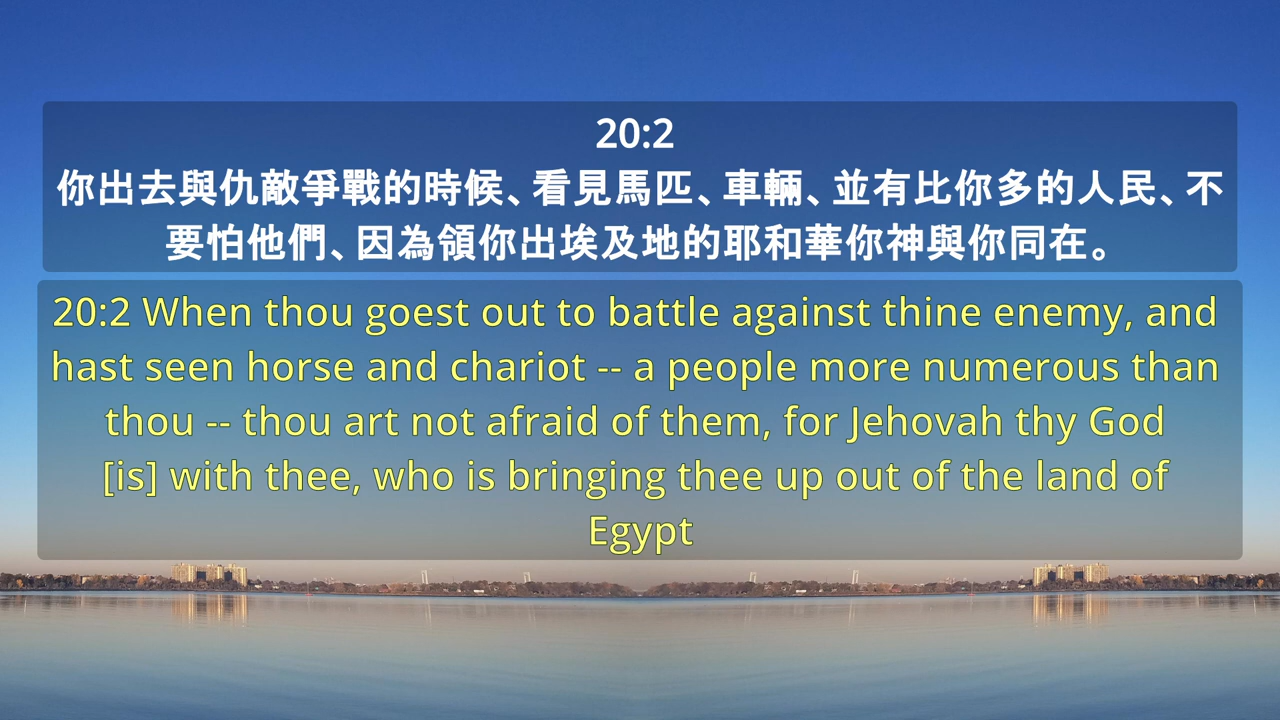 20:2
你出去與仇敵爭戰的時候、看見馬匹、車輛、並有比你多的人民、不
要怕他們、因為領你出埃及地的耶和華你神與你同在。
20:2 When thou goest out to battle against thine enemy, and
hast seen horse and chariot -- a people more numerous than
thou -- thou art not afraid of them, for Jehovah thy God
[is] with thee, who is bringing thee up out of the land of
Egypt